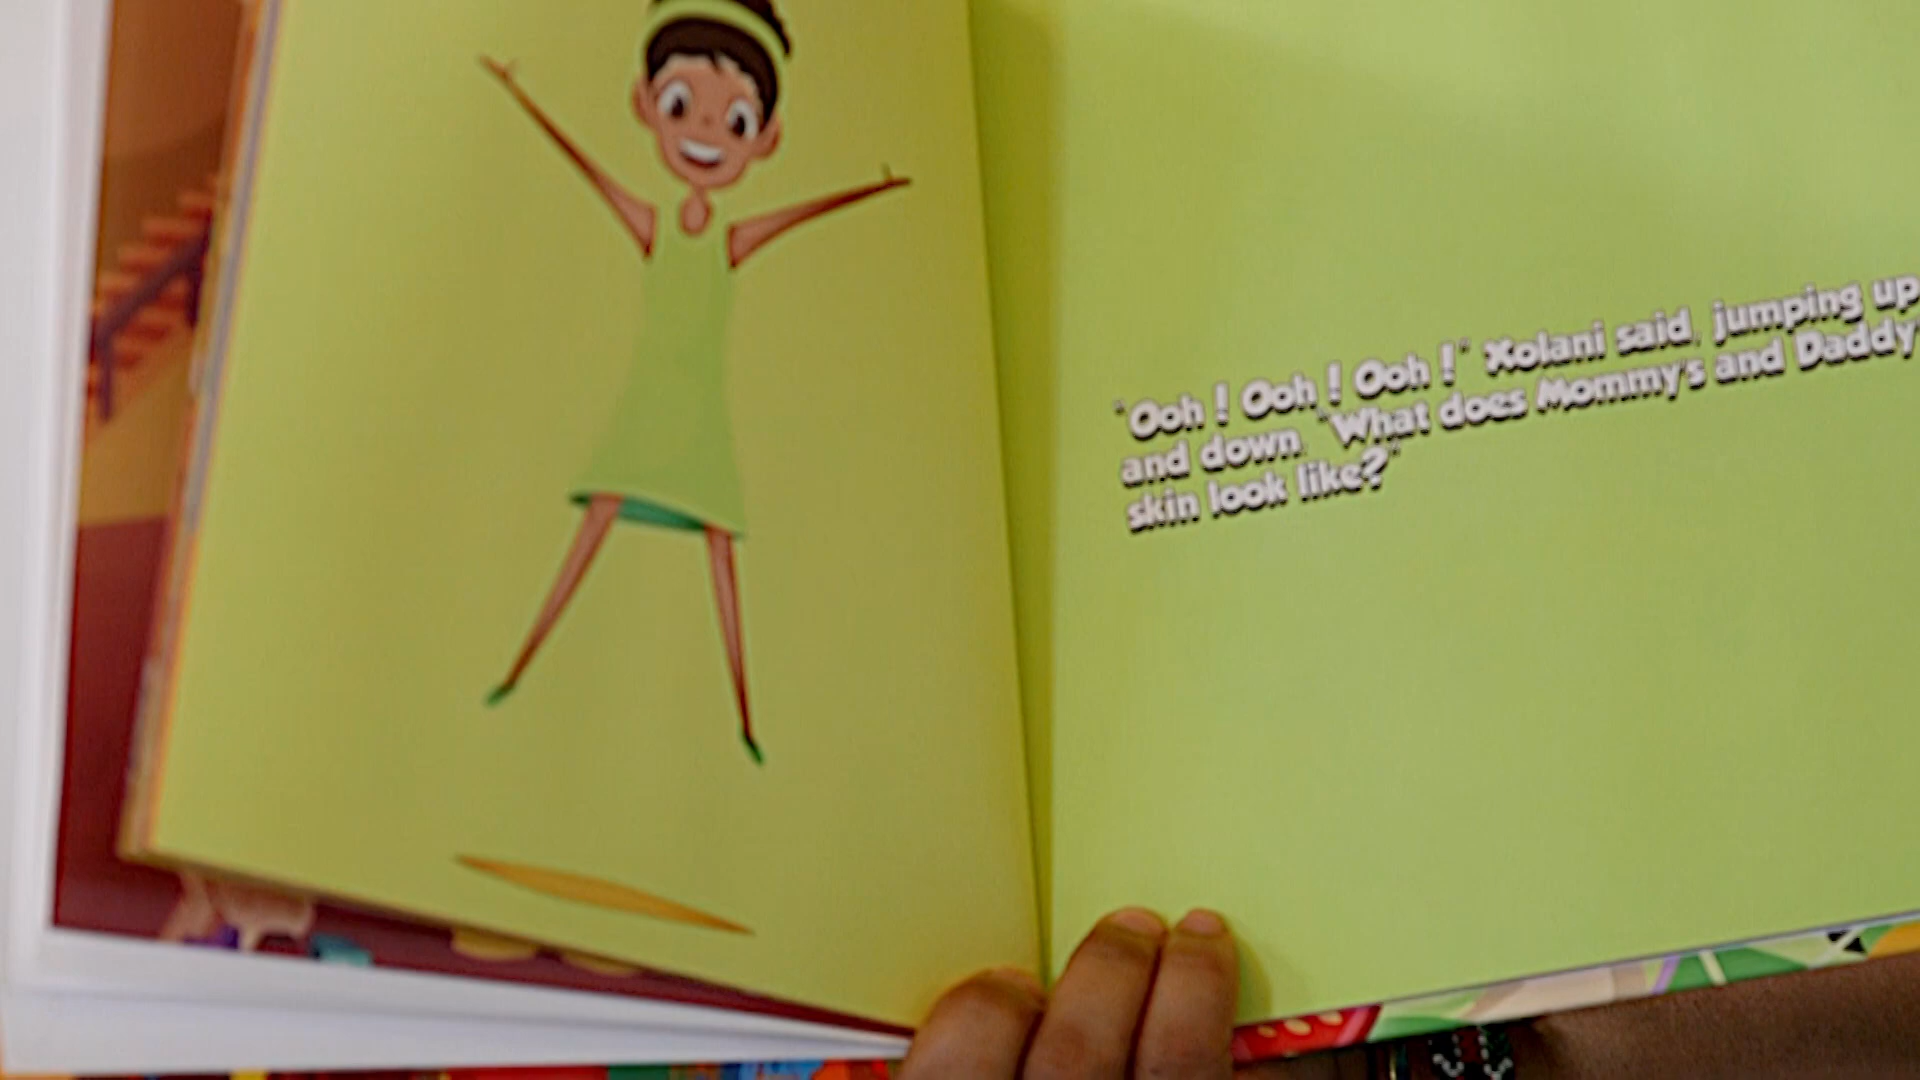 "Ooh! Ooh! Ooh!" Xolani said, jumping up
and down. "What does Mommy's and Daddy
skin look like?"